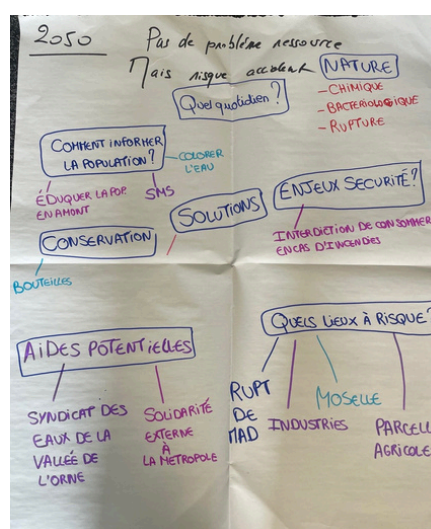 2050
Pas de problème ressource
Mais risque accident
NATURE
- CHIMIQUE
- BACTERIOLOGIQUE
- RUPTURE
Quel quotidien ?
COMMENT INFORMER
LA POPULATION ?
COLORER
L'EAU
ÉDUQUER LA POP
EN AMONT
SMS
SOLUTIONS
ENJEUX SECURITÉ ?
INTERDICTION DE CONSOMMER
EN CAS D'INCENDIES
CONSERVATION
BOUTEILLES
QUELS LIEUX À RISQUE ?
RUPT
DE
MAD
INDUSTRIES
MOSELLE
PARCELL
AGRICOLE
AIDES POTENTIELLES
SYNDICAT DES
EAUX DE LA
VALLÉE DE
L'ORNE
SOLIDARITÉ
EXTERNE
À
LA METROPOLE